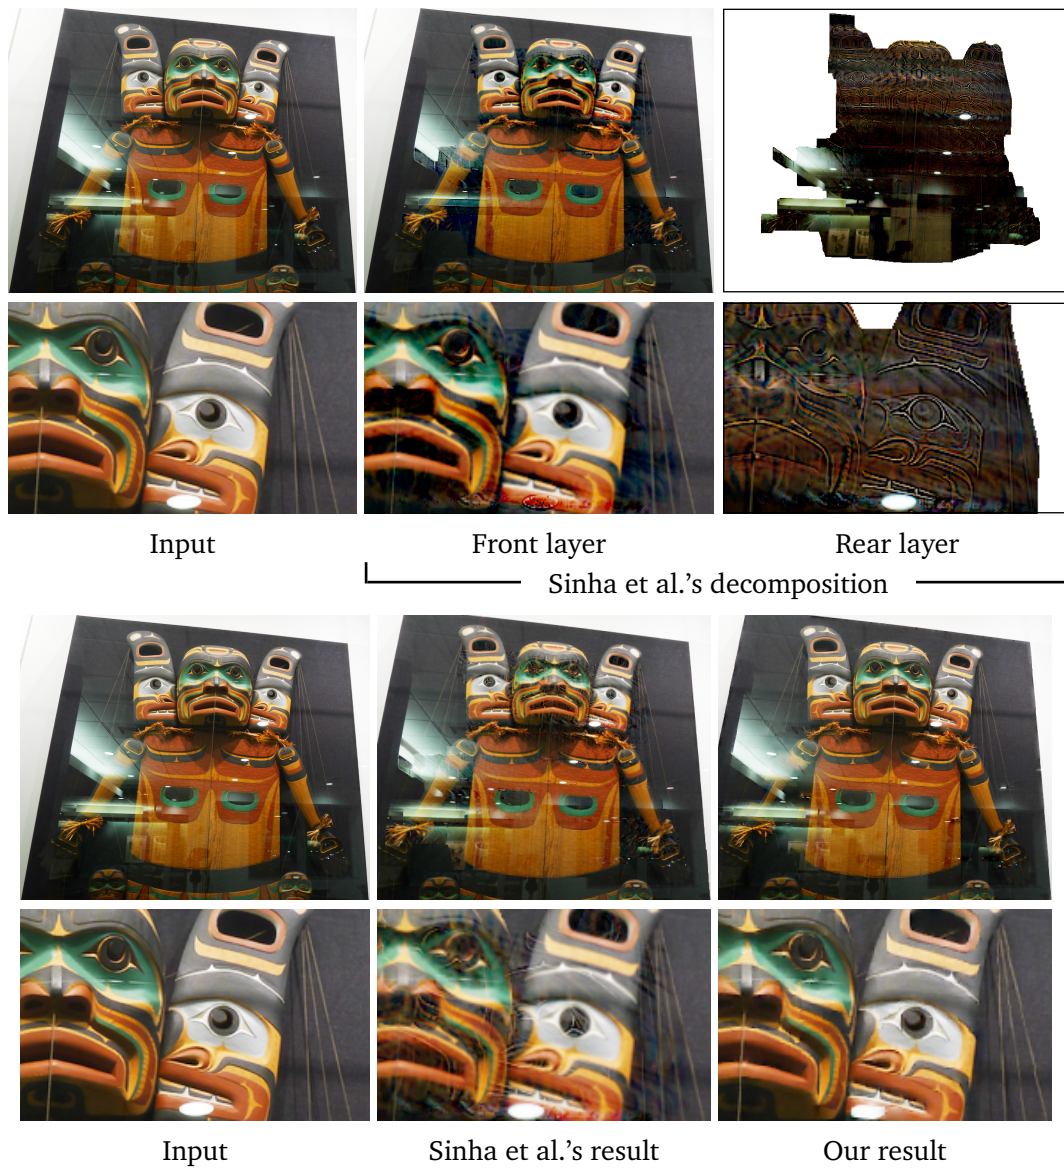 Input
Front layer
Rear layer
Sinha et al.’s decomposition
Input
Sinha et al.’s result
Our result